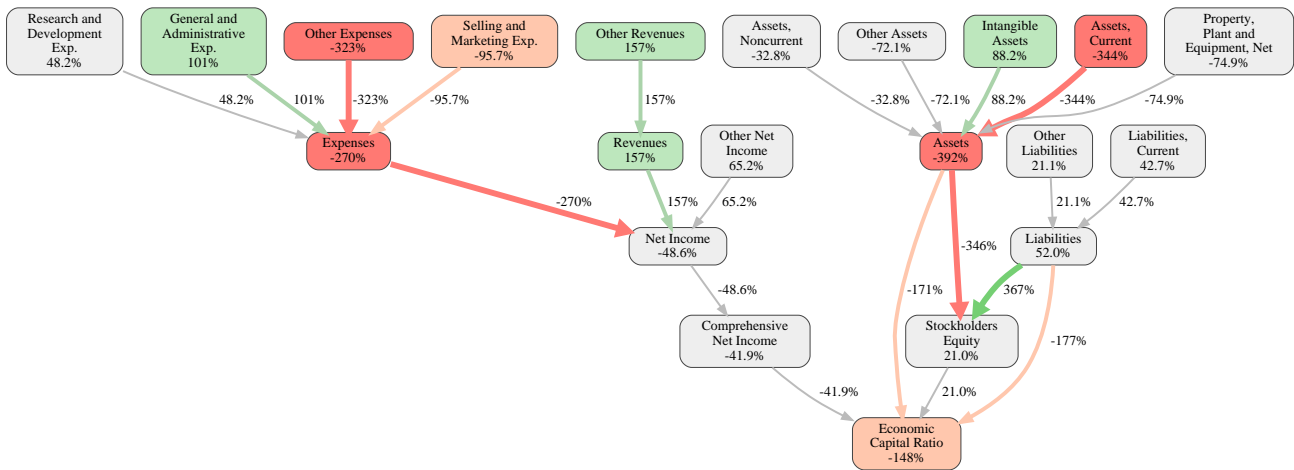 Research and
Development
Exp.
48.2%
General and
Administrative
Exp.
101%
Other Expenses
-323%
Selling and
Marketing Exp.
-95.7%
Other Revenues
157%
Assets,
Noncurrent
-32.8%
Other Assets
-72.1%
Intangible
Assets
88.2%
Assets,
Current
-344%
Property,
Plant and
Equipment, Net
-74.9%
48.2%
101%
-323%
-95.7%
157%
-32.8%
-72.1%
88.2%
-344%
-74.9%
Expenses
-270%
Revenues
157%
Other Net
Income
65.2%
Assets
-392%
Other
Liabilities
21.1%
Liabilities,
Current
42.7%
-270%
157%
65.2%
21.1%
42.7%
Net Income
-48.6%
-346%
Liabilities
52.0%
-48.6%
-171%
367%
Comprehensive
Net Income
-41.9%
Stockholders
Equity
21.0%
-177%
-41.9%
21.0%
Economic
Capital Ratio
-148%